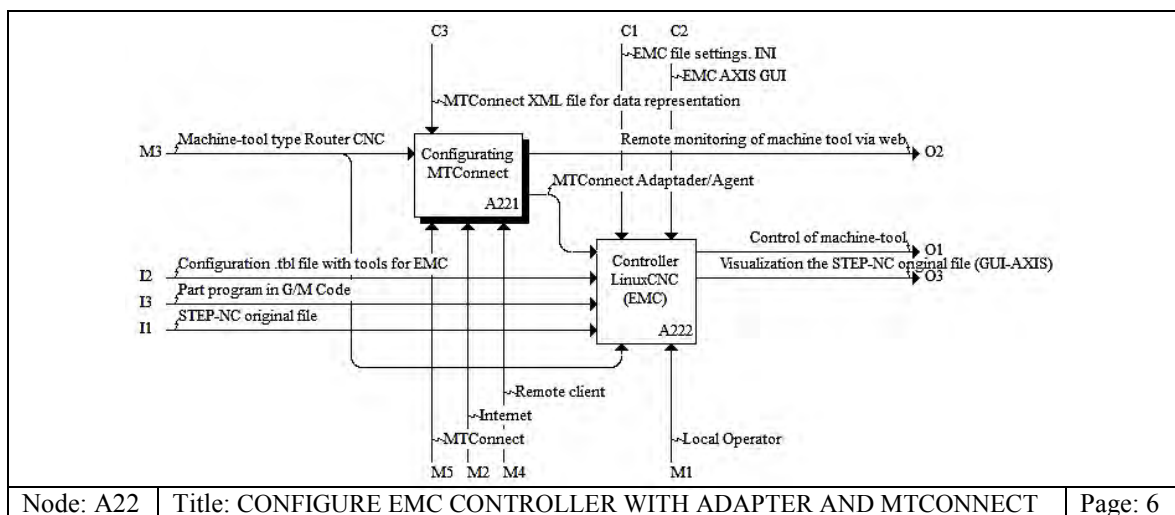 C3 C1 C2
EMC file settings. INI
EMC AXIS GUI
MTConnect XML file for data representation
M3 Machine-tool type Router CNC
Configurating
MTConnect
A221
Remote monitoring of machine tool via web O2
MTConnect Adaptader/Agent
Controller
LinuxCNC
(EMC)
A222
Control of machine-tool O1
Visualization the STEP-NC original file (GUI-AXIS)
O3
I2 Configuration .tbl file with tools for EMC
I3 Part program in G/M Code
I1 STEP-NC original file
Remote client
Internet
MTConnect
Local Operator
M5 M2 M4 M1
Node: A22 Title: CONFIGURE EMC CONTROLLER WITH ADAPTER AND MTCONNECT Page: 6